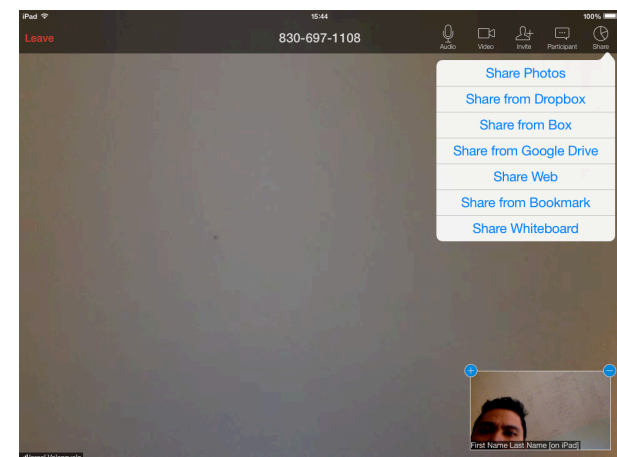 iPad 15:44 100%
Leave 830-697-1108
Audio Video Invite Participant Share
Share Photos
Share from Dropbox
Share from Box
Share from Google Drive
Share Web
Share from Bookmark
Share Whiteboard
First Name Last Name [on iPad]